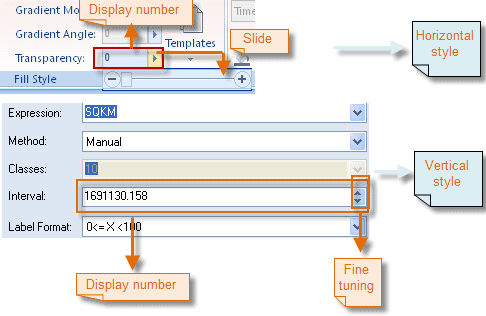 Display number
Gradient Mo
Time
Gradient Angle:
0
Templates
Slide
Horizontal style
Transparency:
0
Fill Style
Expression:
SQKM
Method:
Manual
Classes:
10
Vertical style
Interval:
1691130.158
Label Format:
0<= X <100
Display number
Fine tuning